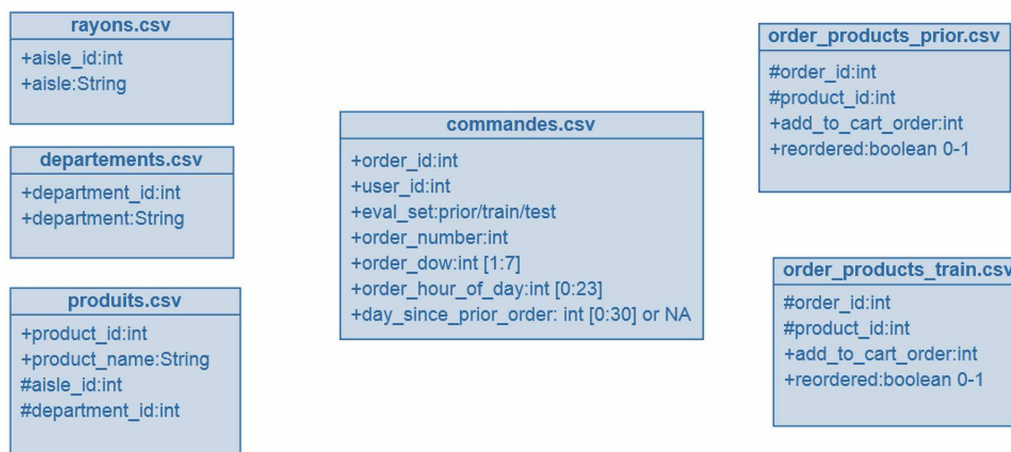 rayons.csv
+aisle_id:int
+aisle:String
departements.csv
+department_id:int
+department:String
produits.csv
+product_id:int
+product_name:String
#aisle_id:int
#department_id:int
commandes.csv
+order_id:int
+user_id:int
+eval_set:prior/train/test
+order_number:int
+order_dow:int [1:7]
+order_hour_of_day:int [0:23]
+day_since_prior_order: int [0:30] or NA
order_products_prior.csv
#order_id:int
#product_id:int
+add_to_cart_order:int
+reordered:boolean 0-1
order_products_train.csv
#order_id:int
#product_id:int
+add_to_cart_order:int
+reordered:boolean 0-1